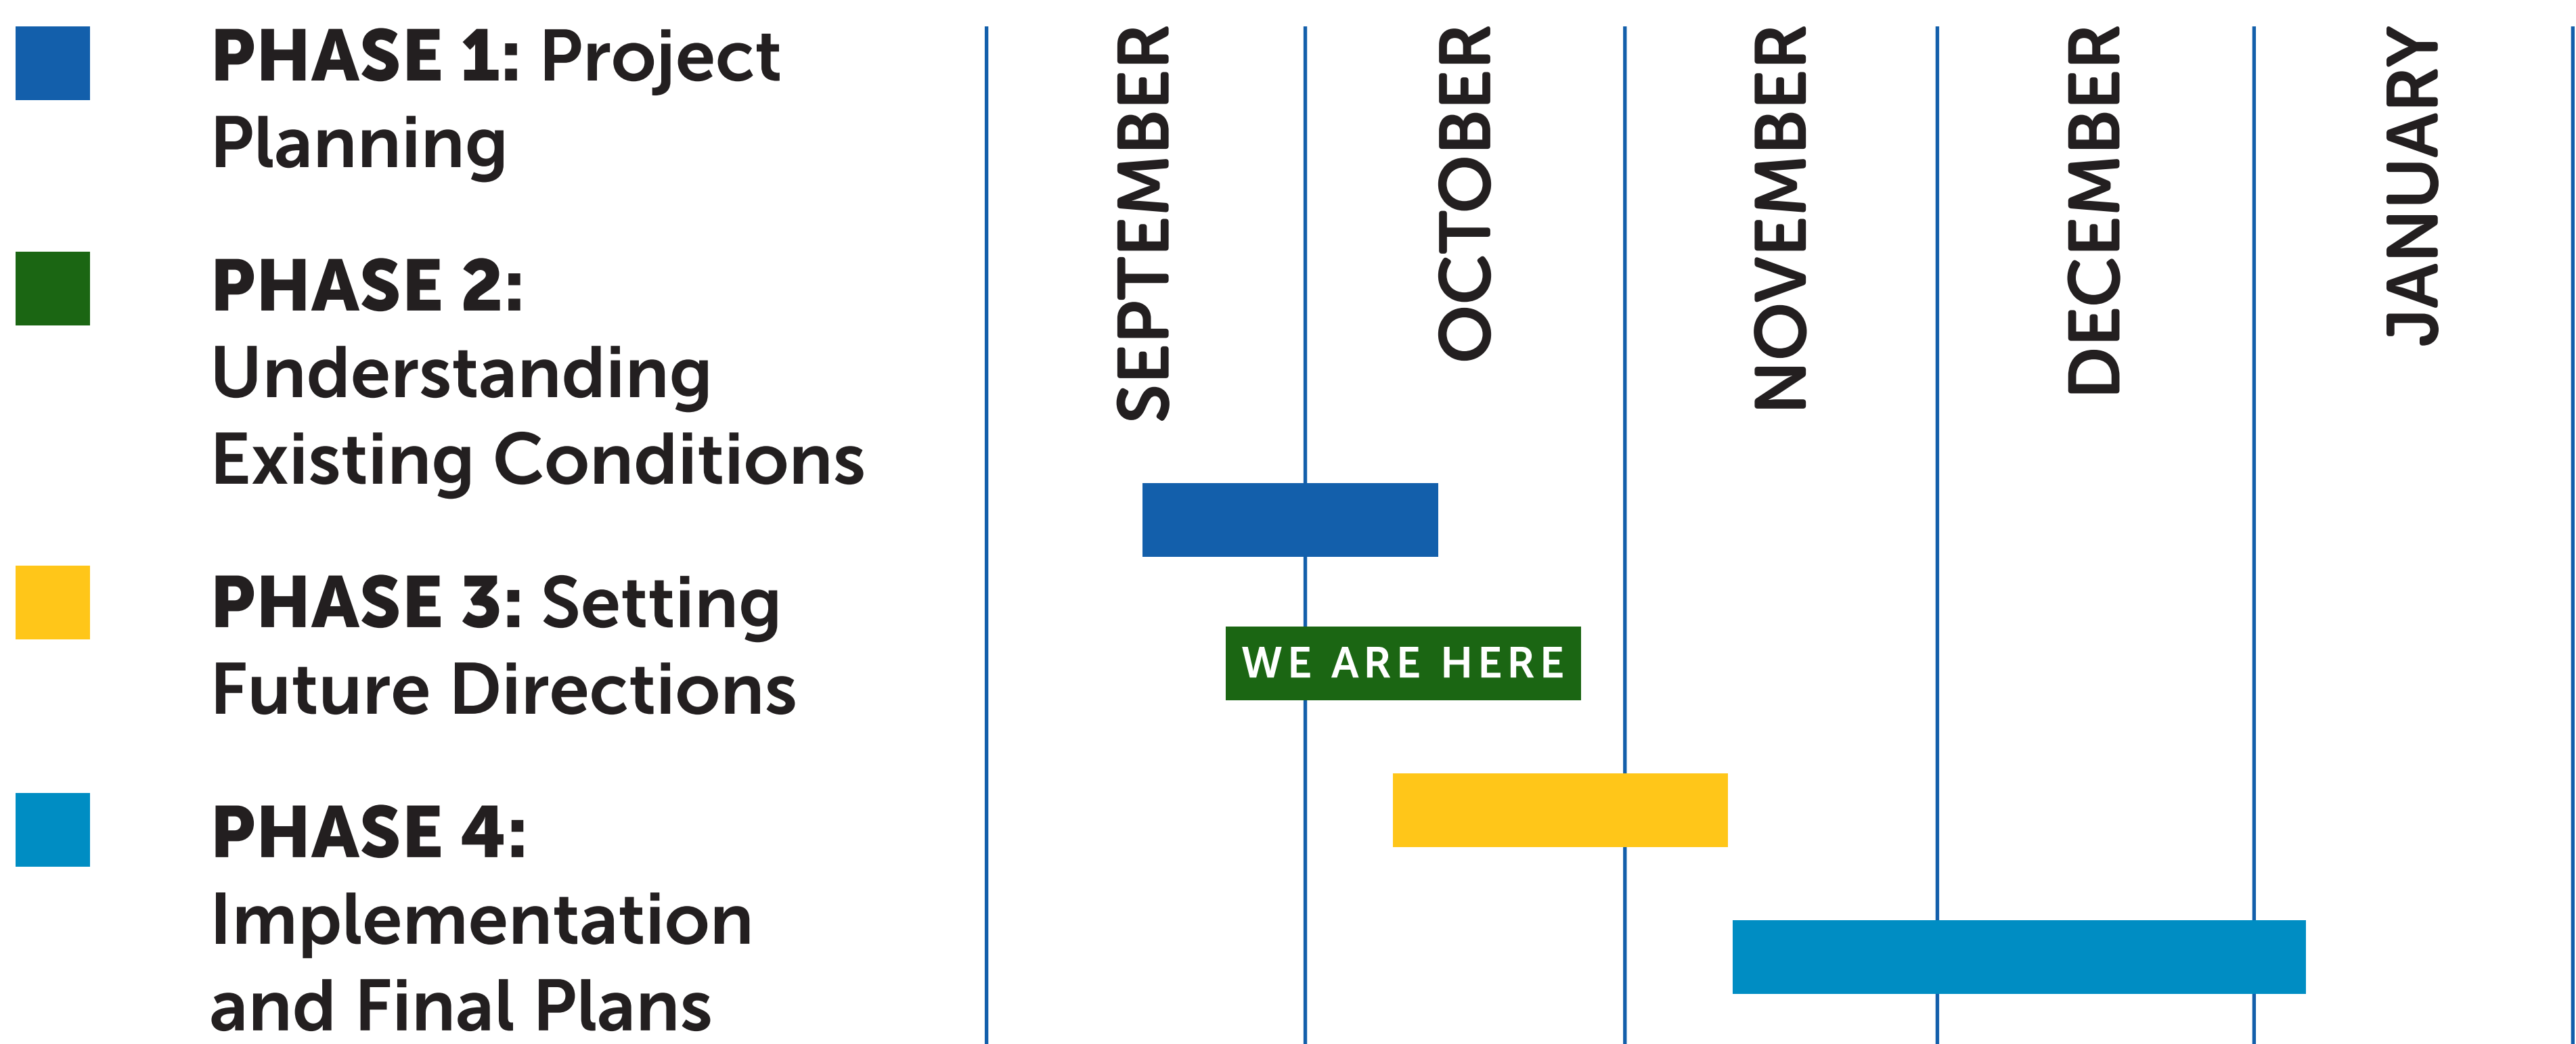 PHASE 1: Project
Planning
PHASE 2:
Understanding
Existing Conditions
PHASE 3: Setting
Future Directions
PHASE 4:
Implementation
and Final Plans
SEPTEMBER
OCTOBER
NOVEMBER
DECEMBER
JANUARY
WE ARE HERE